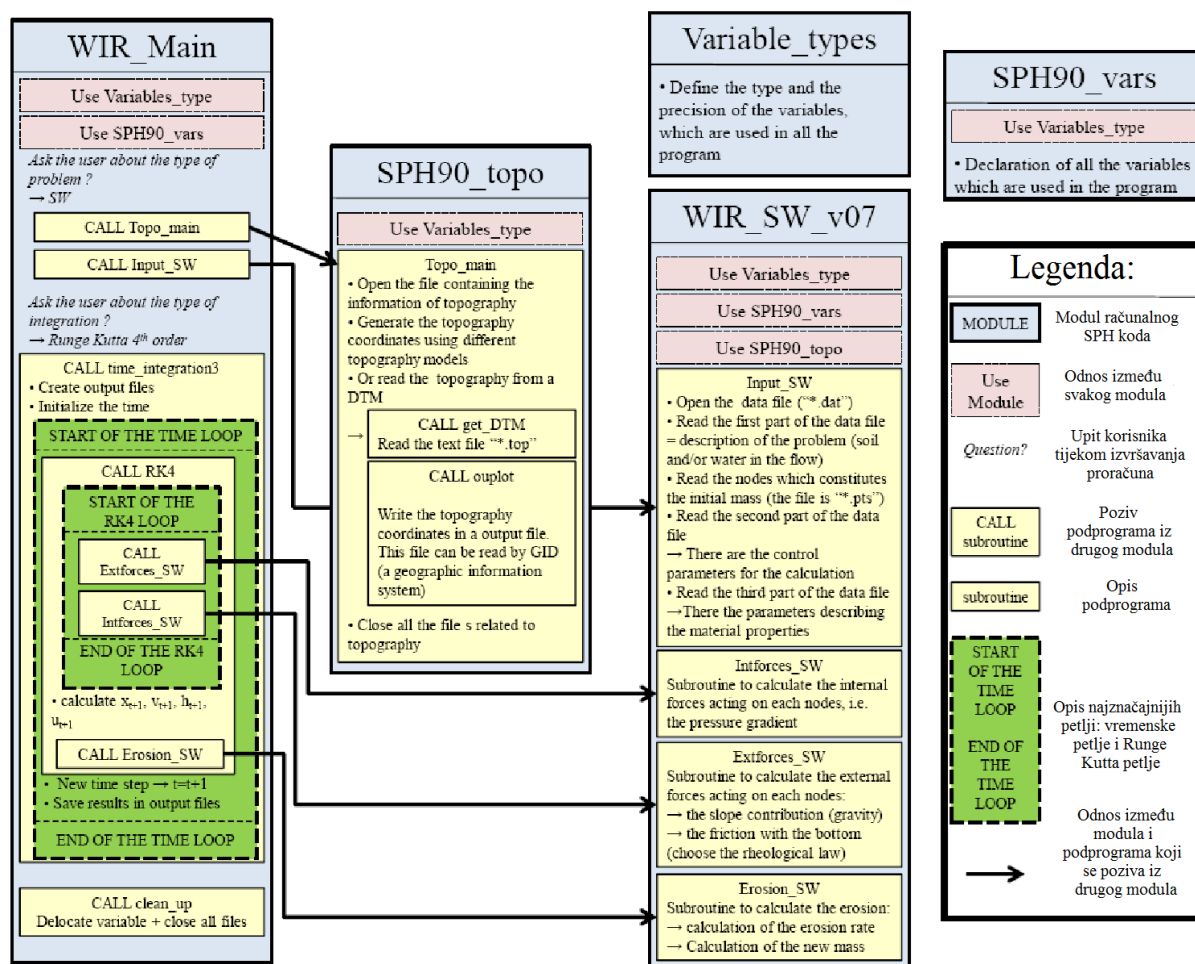 WIR_Main
Use Variables_type
Use SPH90_vars
Ask the user about the type of
problem ?
→ SW
CALL Topo_main
CALL Input_SW
Ask the user about the type of
integration ?
→ Runge Kutta 4th order
CALL time_integration3
• Create output files
• Initialize the time
START OF THE TIME LOOP
CALL RK4
START OF THE
RK4 LOOP
CALL
Extforces_SW
CALL
Intforces_SW
END OF THE RK4
LOOP
• calculate xt+1, vt+1, ht+1,
ut+1
CALL Erosion_SW
• New time step → t=t+1
• Save results in output files
END OF THE TIME LOOP
CALL clean_up
Delocate variable + close all files
SPH90_topo
Use Variables_type
Topo_main
• Open the file containing the
information of topography
• Generate the topography
coordinates using different
topography models
• Or read the topography from a
DTM
→ CALL get_DTM
Read the text file “*.top”
CALL ouplot
Write the topography
coordinates in a output file.
This file can be read by GID
(a geographic information
system)
• Close all the file s related to
topography
Variable_types
• Define the type and the
precision of the variables,
which are used in all the
program
WIR_SW_v07
Use Variables_type
Use SPH90_vars
Use SPH90_topo
Input_SW
• Open the data file (“*.dat”)
• Read the first part of the data file
= description of the problem (soil
and/or water in the flow)
• Read the nodes which constitutes
the initial mass (the file is “*.pts”)
• Read the second part of the data
file
→ There are the control
parameters for the calculation
• Read the third part of the data file
→There the parameters describing
the material properties
Intforces_SW
Subroutine to calculate the internal
forces acting on each nodes, i.e.
the pressure gradient
Extforces_SW
Subroutine to calculate the external
forces acting on each nodes:
→ the slope contribution (gravity)
→ the friction with the bottom
(choose the rheological law)
Erosion_SW
Subroutine to calculate the erosion:
→ calculation of the erosion rate
→ Calculation of the new mass
SPH90_vars
Use Variables_type
• Declaration of all the variables
which are used in the program
Legenda:
MODULE
Modul računalnog
SPH koda
Use
Module
Odnos između
svakog modula
Question?
Upit korisnika
tijekom izvršavanja
proračuna
CALL
subroutine
Poziv
podprograma iz
drugog modula
subroutine
Opis
podprograma
START
OF THE
TIME
LOOP
END OF
THE
TIME
LOOP
Opis najznačajnijih
petlji: vremenske
petlje i Runge
Kutta petlje
Odnos između
modula i
podprograma koji
se poziva iz
drugog modula